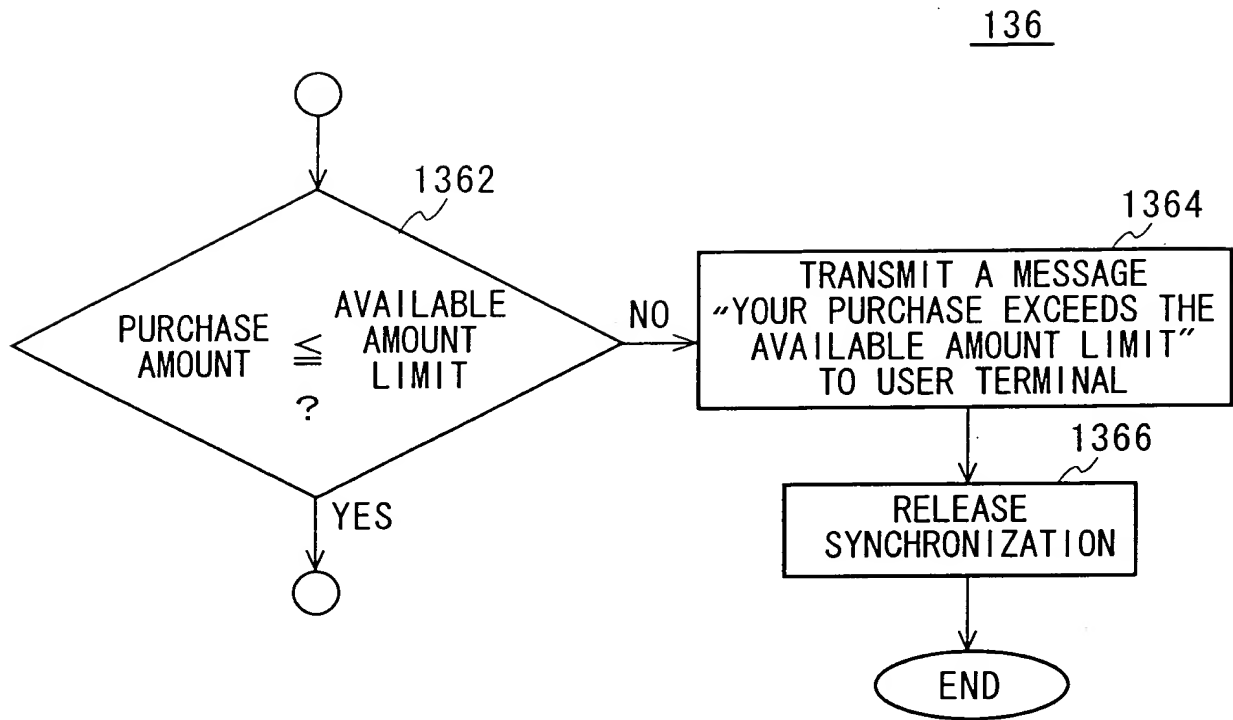 136
1362
PURCHASE
AMOUNT
≦
AVAILABLE
AMOUNT
LIMIT
?
NO
YES
1364
TRANSMIT A MESSAGE
"YOUR PURCHASE EXCEEDS THE
AVAILABLE AMOUNT LIMIT"
TO USER TERMINAL
1366
RELEASE
SYNCHRONIZATION
END